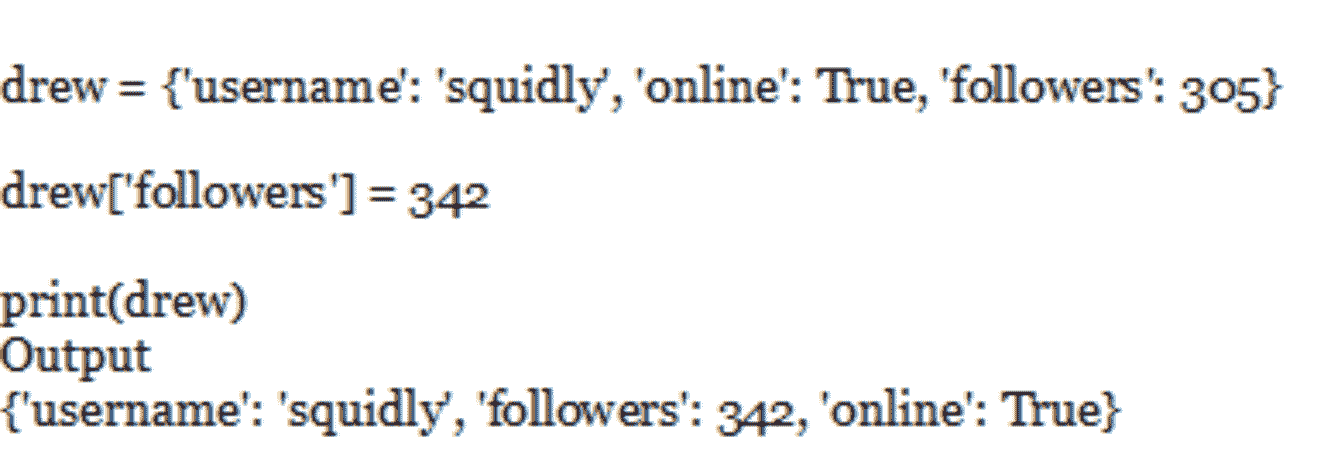 drew = {'username': 'squidly', 'online': True, 'followers': 305}
drew['followers'] = 342
print(drew)
Output
{'username': 'squidly', 'followers': 342, 'online': True}